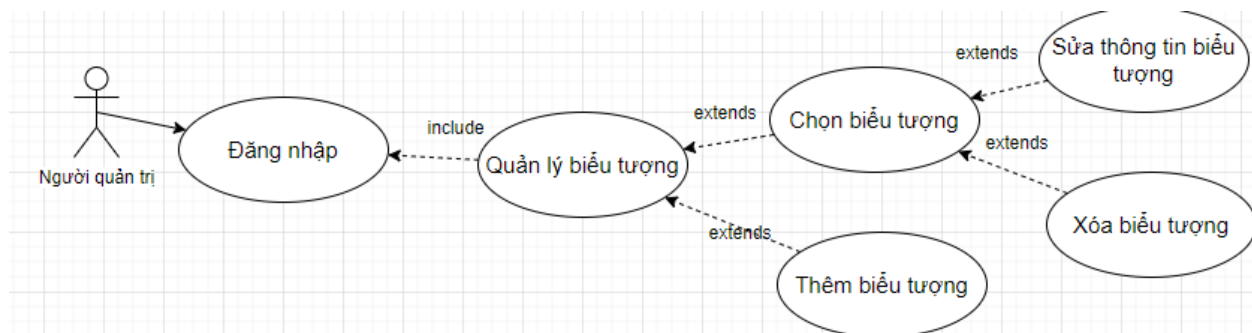 Người quản trị
Đăng nhập
include
Quản lý biểu tượng
extends
Chọn biểu tượng
extends
Sửa thông tin biểu
tượng
extends
Xóa biểu tượng
extends
Thêm biểu tượng